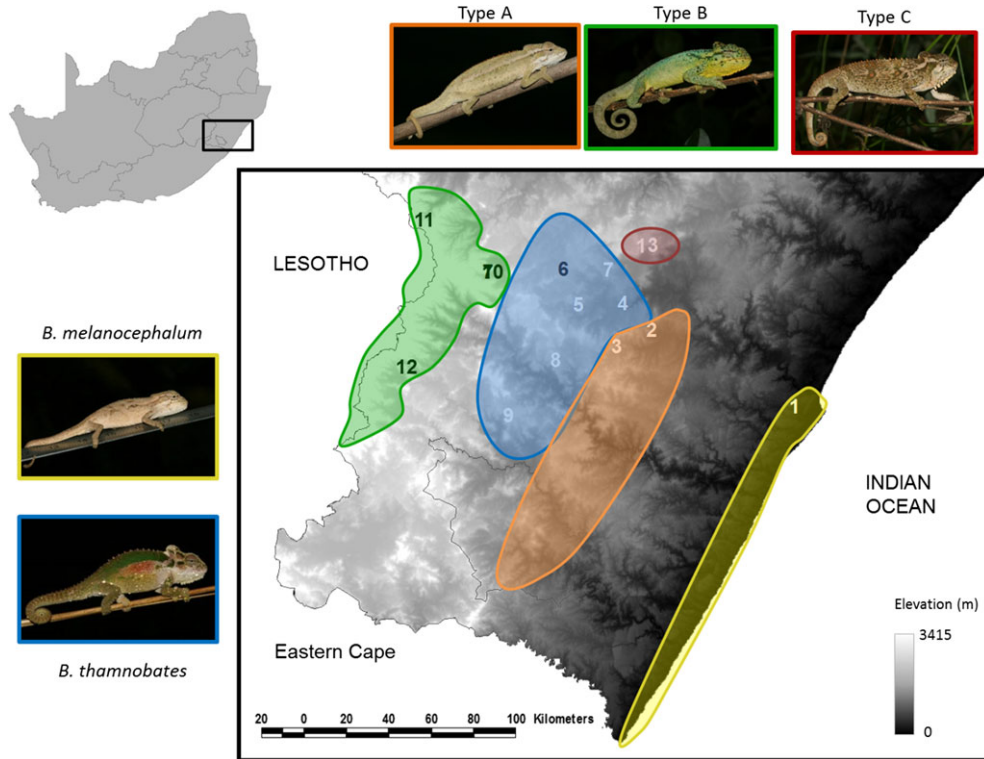 Type A
Type B
Type C
11
LESOTHO
10
6
7
13
5
4
2
3
12
8
9
1
B. melanocephalum
INDIAN
OCEAN
Elevation (m)
3415
0
Eastern Cape
B. thamnobates
20 0 20 40 60 80 100 Kilometers